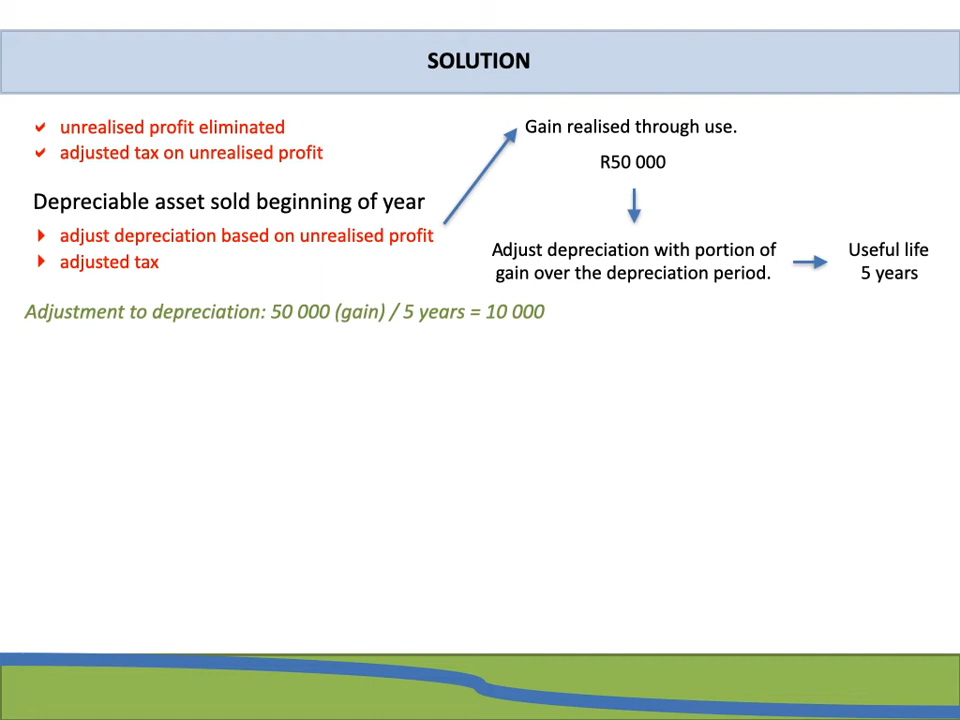 SOLUTION
unrealised profit eliminated
adjusted tax on unrealised profit
Depreciable asset sold beginning of year
adjust depreciation based on unrealised profit
adjusted tax
Gain realised through use.
R50 000
Adjust depreciation with portion of
gain over the depreciation period.
Useful life
5 years
Adjustment to depreciation: 50 000 (gain) / 5 years = 10 000